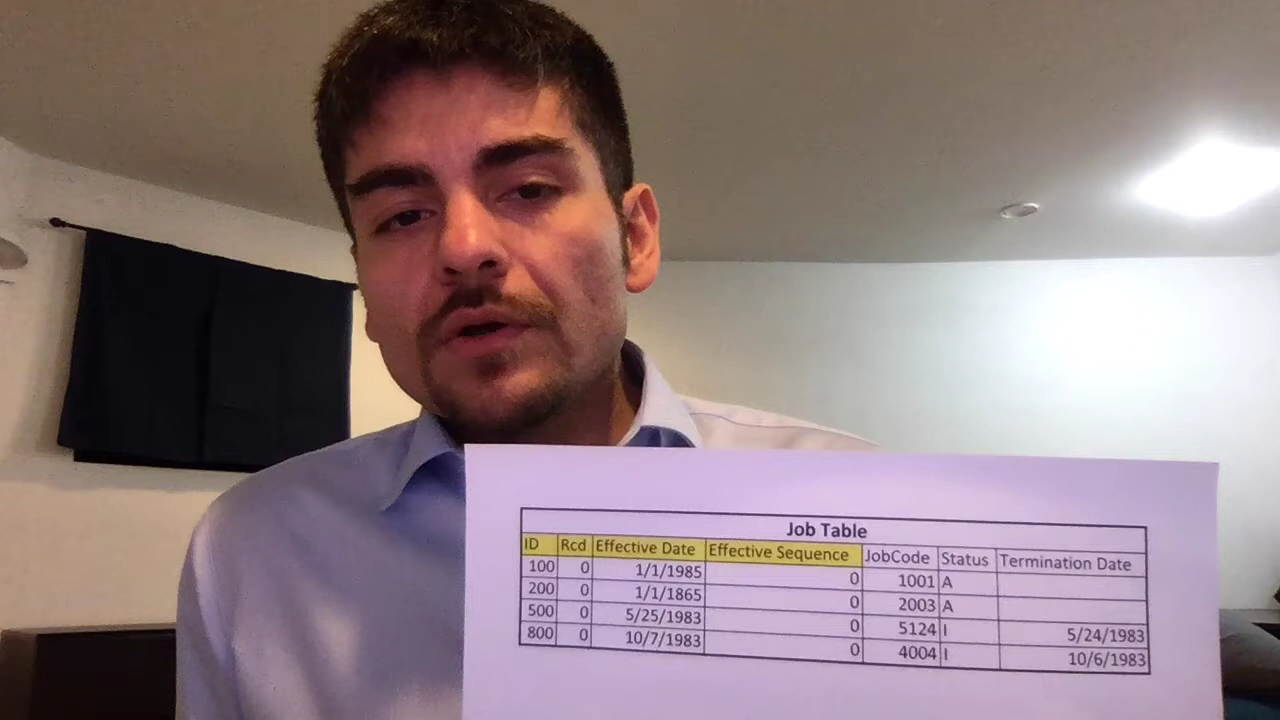 Job Table
ID Rcd Effective Date Effective Sequence JobCode Status Termination Date
100 0 1/1/1985 0 1001 A
200 0 1/1/1865 0 2003 A
500 0 5/25/1983 0 5124 I 5/24/1983
800 0 10/7/1983 0 4004 I 10/6/1983